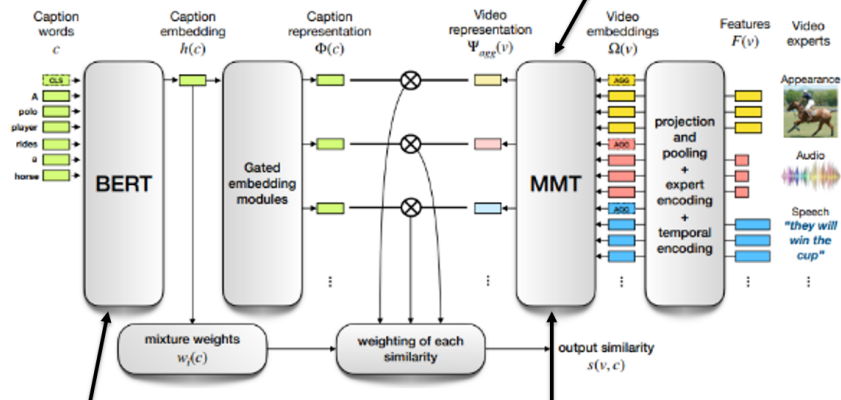 Caption words c
Caption embedding h(c)
Caption representation Φ(c)
Video representation Ψagg(v)
Video embeddings Ω(v)
Features F(v)
Video experts
CLS
A
polo
player
rides
a
horse
BERT
Gated embedding modules
MMT
AGG
AGG
AGG
projection and pooling + expert encoding + temporal encoding
Appearance
Audio
Speech
"they will win the cup"
mixture weights
wi(c)
weighting of each similarity
output similarity
s(v, c)